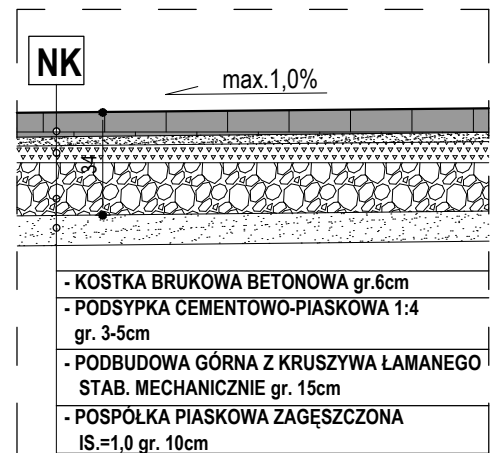 NK
max.1,0%
34
- KOSTKA BRUKOWA BETONOWA gr.6cm
- PODSYPKA CEMENTOWO-PIASKOWA 1:4
gr. 3-5cm
- PODBUDOWA GÓRNA Z KRUSZYWA ŁAMANEGO
STAB. MECHANICZNIE gr. 15cm
- POSPÓŁKA PIASKOWA ZAGĘSZCZONA
IS.=1,0 gr. 10cm